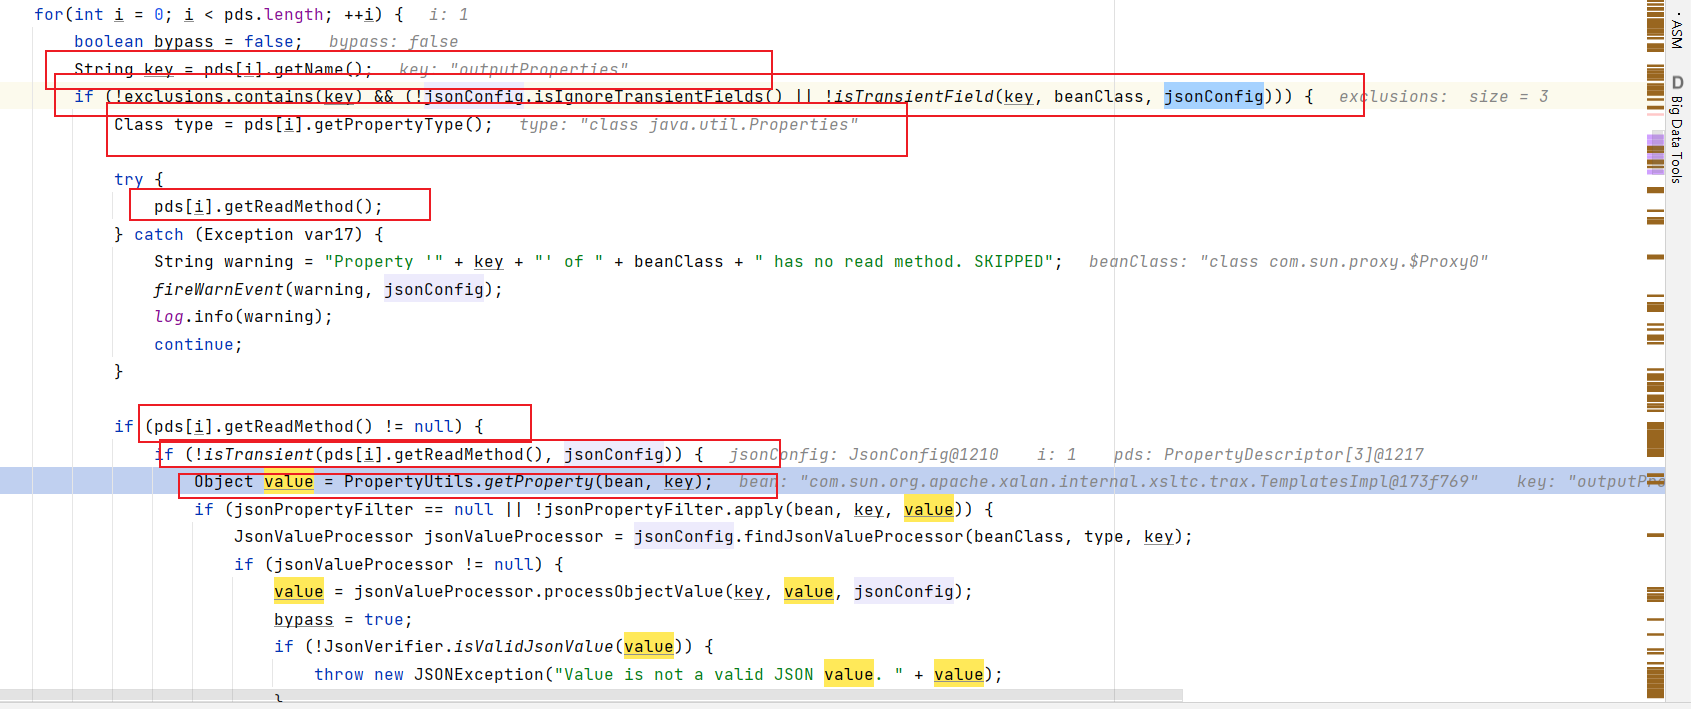 for(int i = 0; i < pds.length; ++i) {   i: 1
boolean bypass = false;   bypass: false
String key = pds[i].getName();   key: "outputProperties"
if (!exclusions.contains(key) && (!jsonConfig.isIgnoreTransientFields() || !isTransientField(key, beanClass, jsonConfig))) {   exclusions:  size = 3
Class type = pds[i].getPropertyType();   type: "class java.util.Properties"
try {
pds[i].getReadMethod();
} catch (Exception var17) {
String warning = "Property '" + key + "' of " + beanClass + " has no read method. SKIPPED";   beanClass: "class com.sun.proxy.$Proxy0"
fireWarnEvent(warning, jsonConfig);
log.info(warning);
continue;
}
if (pds[i].getReadMethod() != null) {
if (!isTransient(pds[i].getReadMethod(), jsonConfig)) {   jsonConfig: JsonConfig@1210    i: 1    pds: PropertyDescriptor[3]@1217
Object value = PropertyUtils.getProperty(bean, key);   bean: "com.sun.org.apache.xalan.internal.xsltc.trax.TemplatesImpl@173f769"    key: "outputPro
if (jsonPropertyFilter == null || !jsonPropertyFilter.apply(bean, key, value)) {
JsonValueProcessor jsonValueProcessor = jsonConfig.findJsonValueProcessor(beanClass, type, key);
if (jsonValueProcessor != null) {
value = jsonValueProcessor.processObjectValue(key, value, jsonConfig);
bypass = true;
if (!JsonVerifier.isValidJsonValue(value)) {
throw new JSONException("Value is not a valid JSON value. " + value);
}
ASM
D Big Data Tools